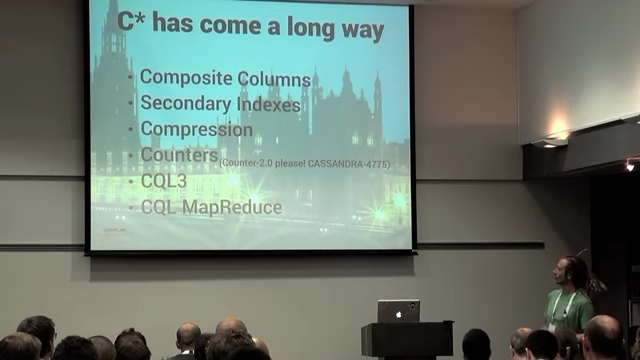 C* has come a long way
· Composite Columns
· Secondary Indexes
· Compression
· Counters (Counter-2.0 please! CASSANDRA-4775)
· CQL3
· CQL MapReduce